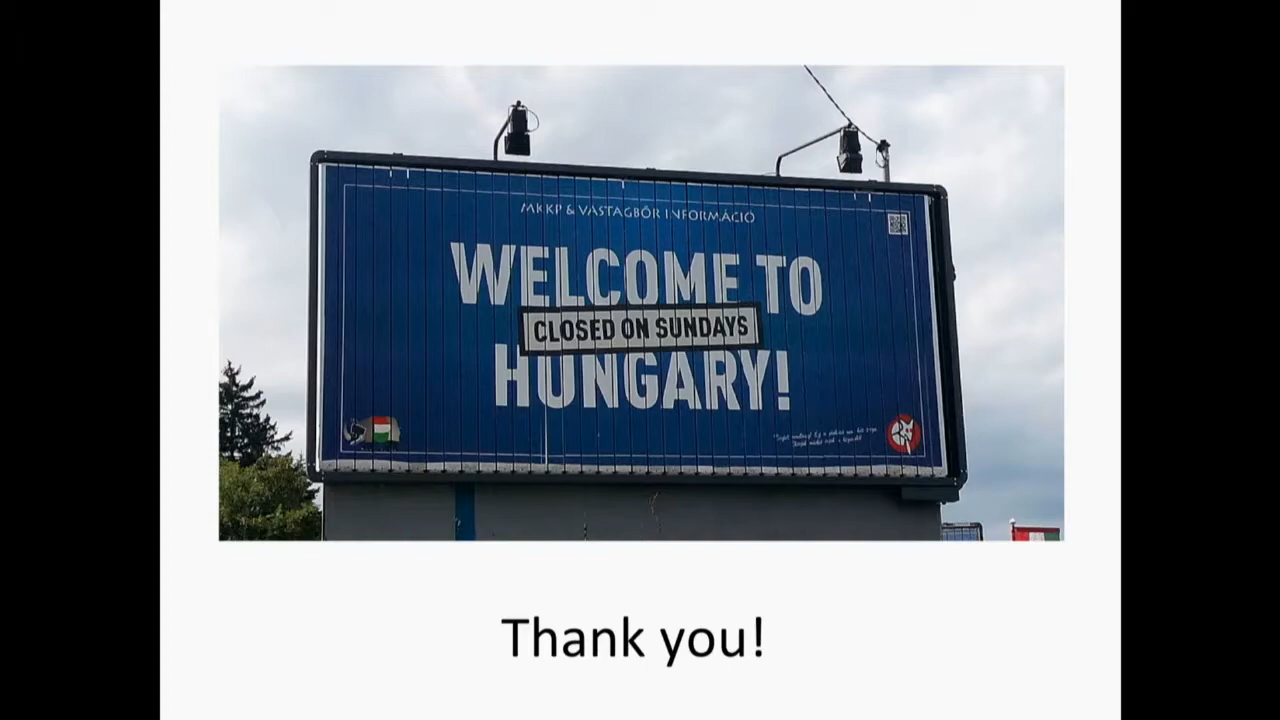 MKKP & VASTAGBŐR INFORMÁCIÓ
WELCOME TO
CLOSED ON SUNDAYS
HUNGARY!
Thank you!